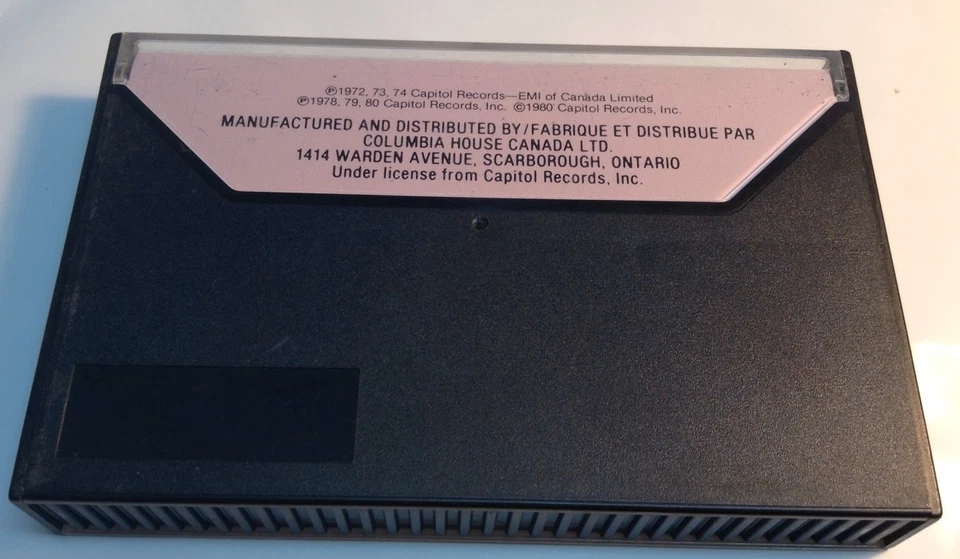 ℗1972, 73, 74 Capitol Records—EMI of Canada Limited
℗1978, 79, 80 Capitol Records, Inc. ©1980 Capitol Records, Inc.
MANUFACTURED AND DISTRIBUTED BY/FABRIQUE ET DISTRIBUE PAR
COLUMBIA HOUSE CANADA LTD.
1414 WARDEN AVENUE, SCARBOROUGH, ONTARIO
Under license from Capitol Records, Inc.